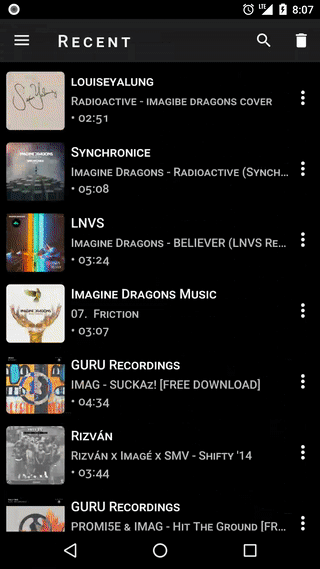 LTE 8:07
Recent
LOUISEYALUNG
Radioactive - imagibe dragons cover
• 02:51
Synchronice
Imagine Dragons - Radioactive (Synch...
• 05:08
LNVS
Imagine Dragons - BELIEVER (LNVS Re...
• 03:24
Imagine Dragons Music
07. Friction
• 03:07
GURU Recordings
IMAG - SUCKAz! [FREE DOWNLOAD]
• 04:34
Rizván
Rizván x Imagé x SMV - Shifty '14
• 03:44
GURU Recordings
PROMI5E & IMAG - Hit The Ground [FR...